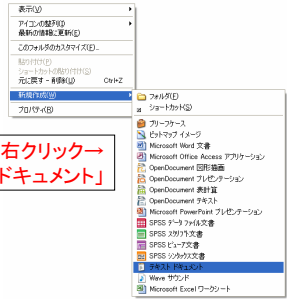 表示(V)
アイコンの整列(I)
最新の情報に更新(E)
このフォルダのカスタマイズ(F)...
貼り付け(P)
ショートカットの貼り付け(S)
元に戻す - 削除(U) Ctrl+Z
新規作成(W)
プロパティ(R)
フォルダ(F)
ショートカット(S)
ブリーフケース
ビットマップ イメージ
Microsoft Word 文書
Microsoft Office Access アプリケーション
OpenDocument 図形描画
OpenDocument プレゼンテーション
OpenDocument 表計算
OpenDocument テキスト
Microsoft PowerPoint プレゼンテーション
SPSS データ ファイル文書
SPSS スクリプト文書
SPSS ビューア文書
SPSS シンタックス文書
テキスト ドキュメント
Wave サウンド
Microsoft Excel ワークシート
右クリック→
ドキュメント」